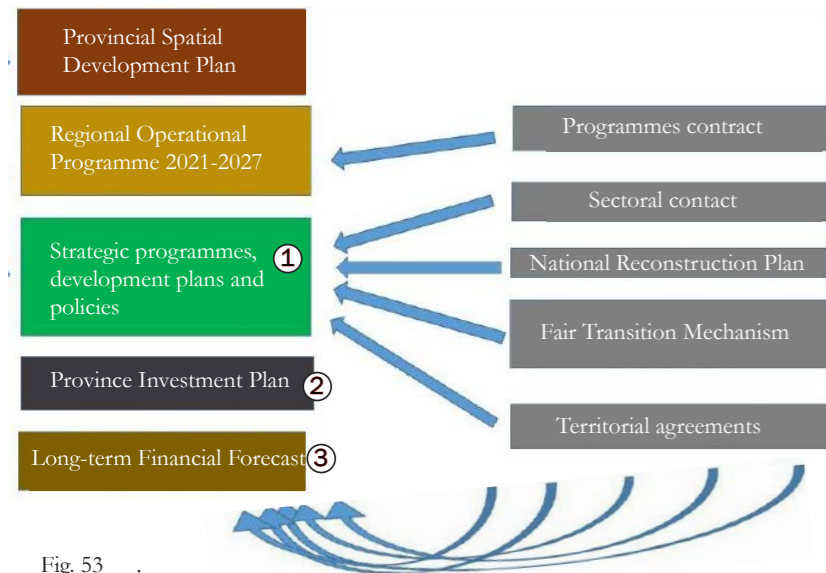 Provincial Spatial
Development Plan
Regional Operational
Programme 2021-2027
Strategic programmes, ①
development plans and
policies
Province Investment Plan ②
Long-term Financial Forecast ③
Programmes contract
Sectoral contact
National Reconstruction Plan
Fair Transition Mechanism
Territorial agreements
Fig. 53 .